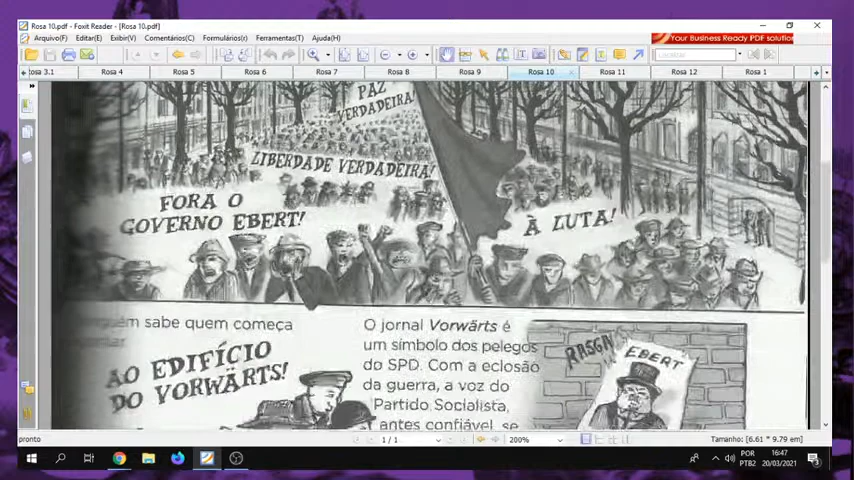 Rosa 10.pdf - Foxit Reader - [Rosa 10.pdf]
Arquivo(F) Editar(E) Exibir(V) Comentários(C) Formulários(r) Ferramentas(T) Ajuda(H)
Your Business Ready PDF solution
Localizar
osa 3.1 Rosa 4 Rosa 5 Rosa 6 Rosa 7 Rosa 8 Rosa 9 Rosa 10 Rosa 11 Rosa 12 Rosa 1
PAZ
VERDADEIRA!
LIBERDADE VERDADEIRA!
FORA O
GOVERNO EBERT!
À LUTA!
sabe quem começa
AO EDIFÍCIO
DO VORWÄRTS!
O jornal Vorwärts é
um símbolo dos pelegos
do SPD. Com a eclosão
da guerra, a voz do
Partido Socialista,
antes confiável, se
RASGA
EBERT
pronto
1 / 1
200%
Tamanho: [6.61 * 9.79 em]
POR
PTB2
16:47
20/03/2021
3